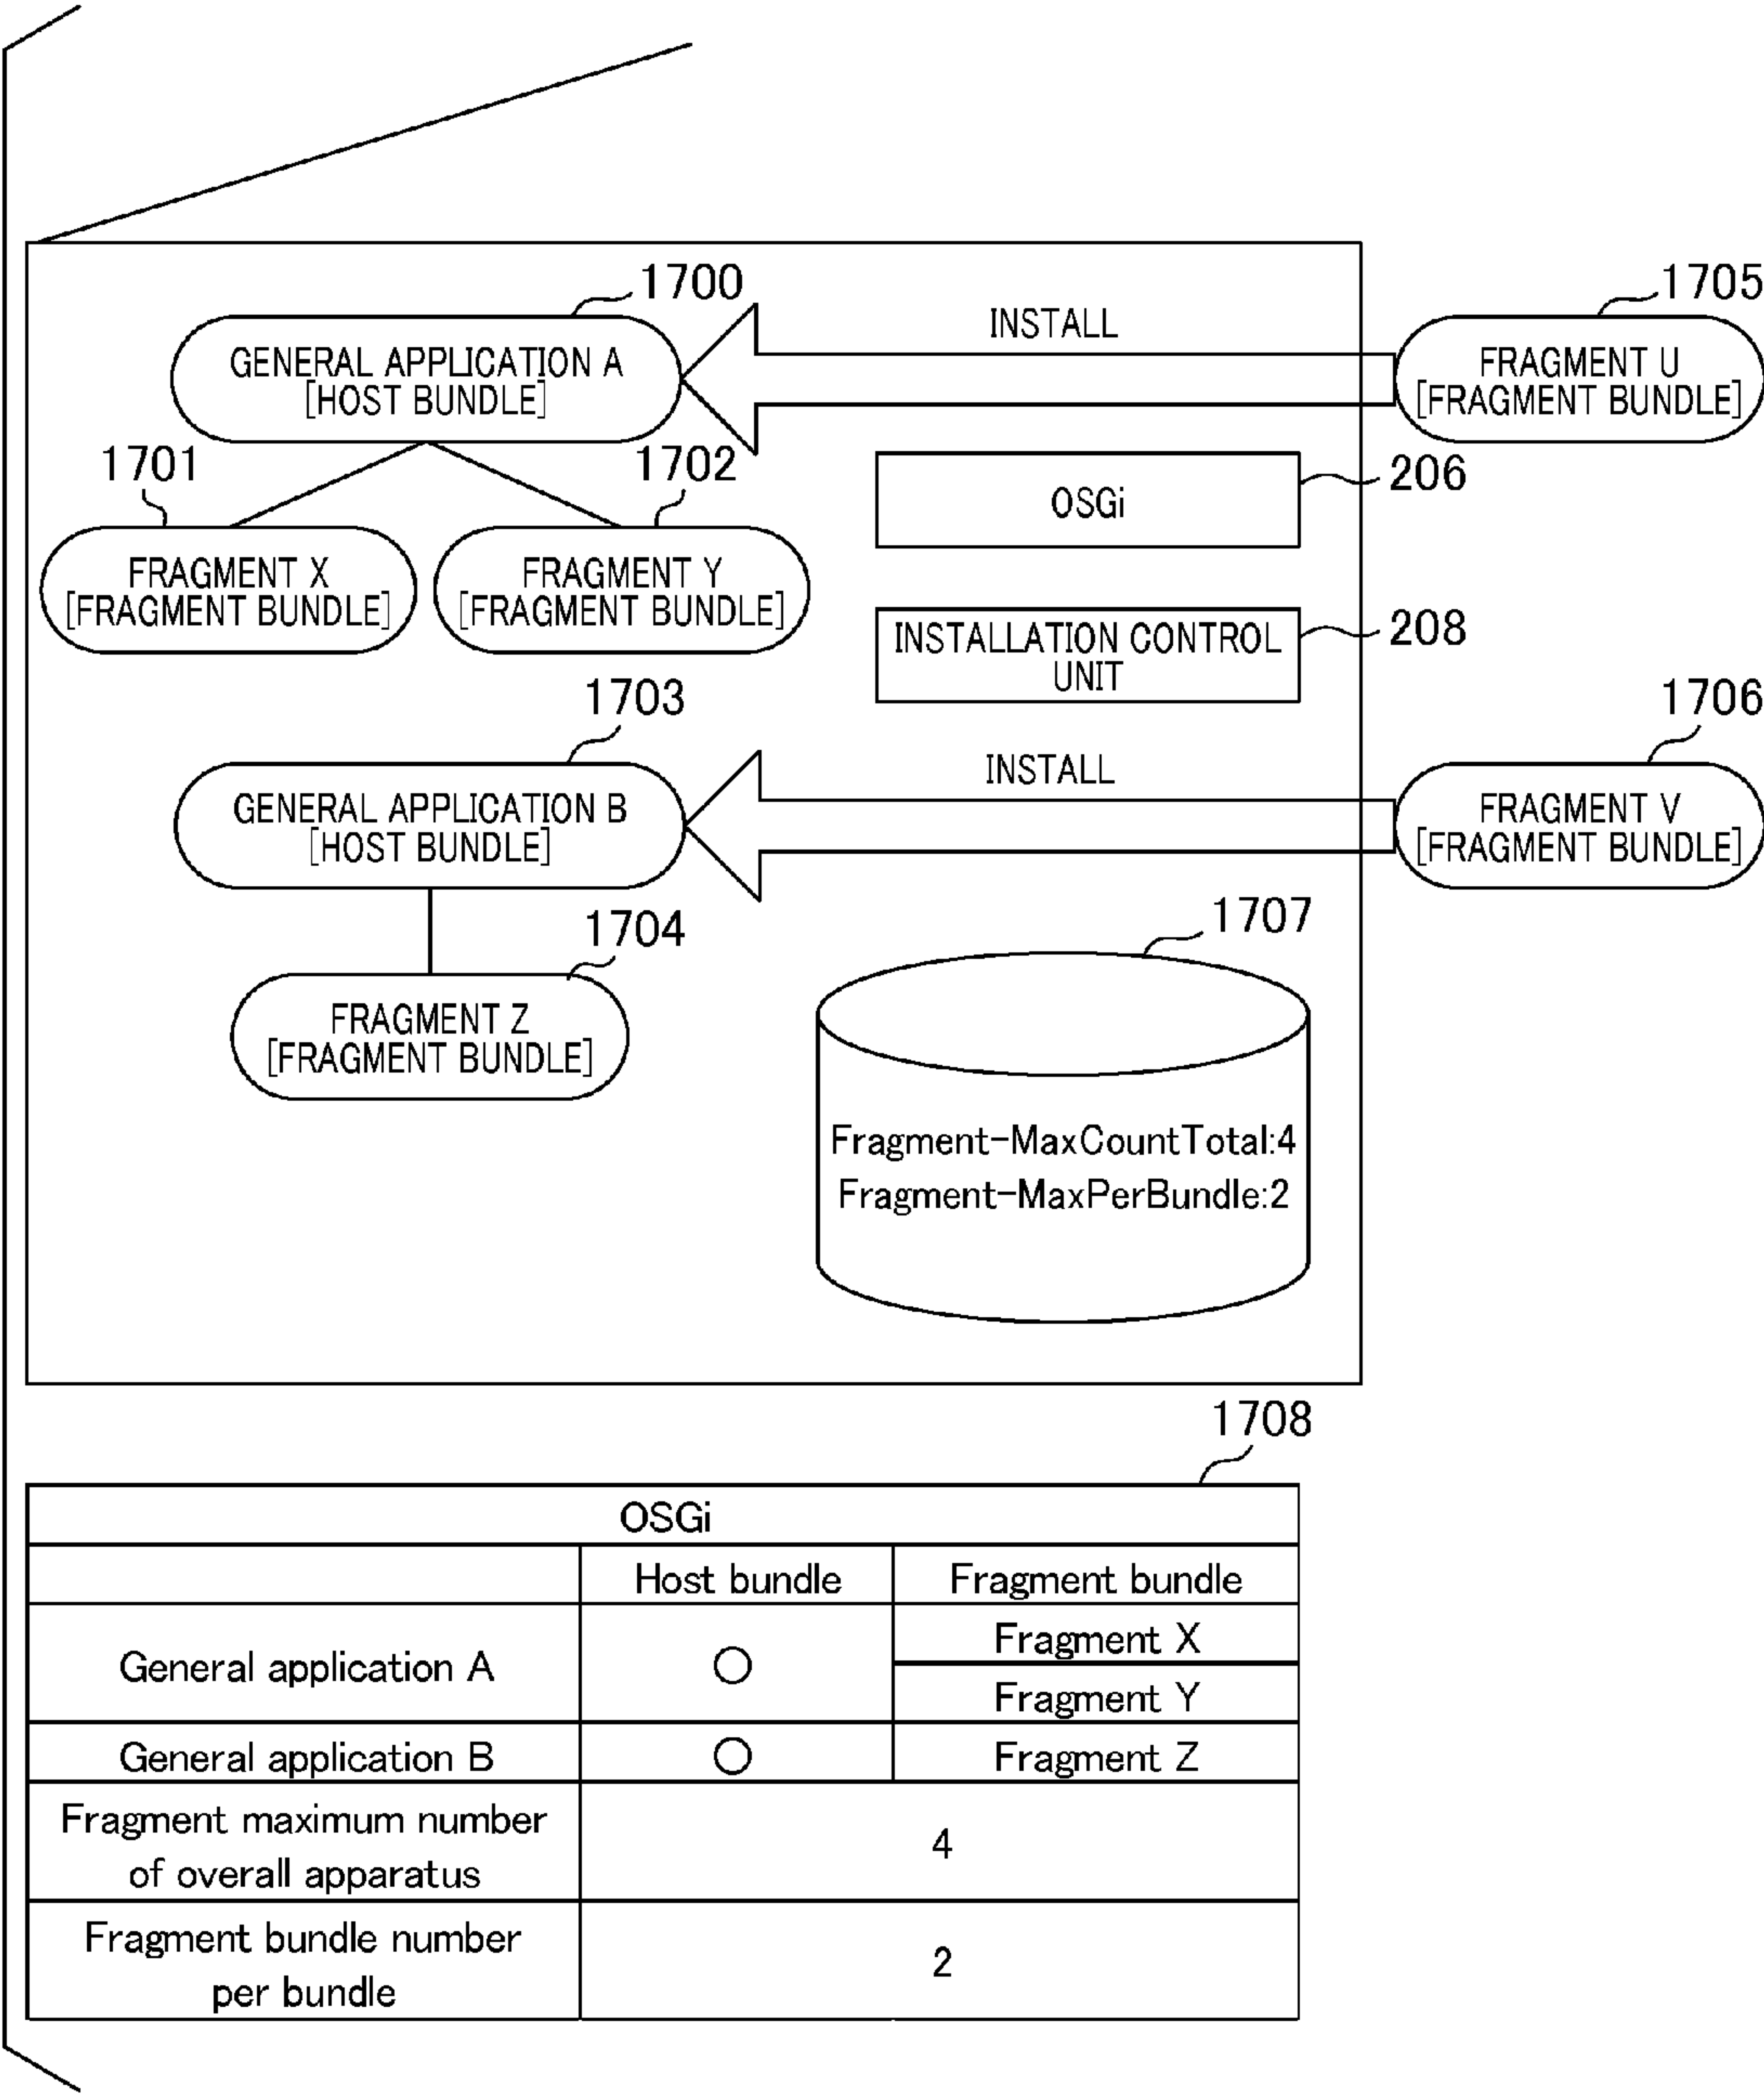 1700
1705
INSTALL
GENERAL APPLICATION A
[HOST BUNDLE]
FRAGMENT U
[FRAGMENT BUNDLE]
1701
1702
206
OSGi
FRAGMENT X
[FRAGMENT BUNDLE]
FRAGMENT Y
[FRAGMENT BUNDLE]
208
INSTALLATION CONTROL
UNIT
1703
1706
INSTALL
GENERAL APPLICATION B
[HOST BUNDLE]
FRAGMENT V
[FRAGMENT BUNDLE]
1704
1707
FRAGMENT Z
[FRAGMENT BUNDLE]
Fragment-MaxCountTotal:4
Fragment-MaxPerBundle:2
1708
OSGi
Host bundle
Fragment bundle
General application A
○
Fragment X
Fragment Y
General application B
○
Fragment Z
Fragment maximum number
of overall apparatus
4
Fragment bundle number
per bundle
2